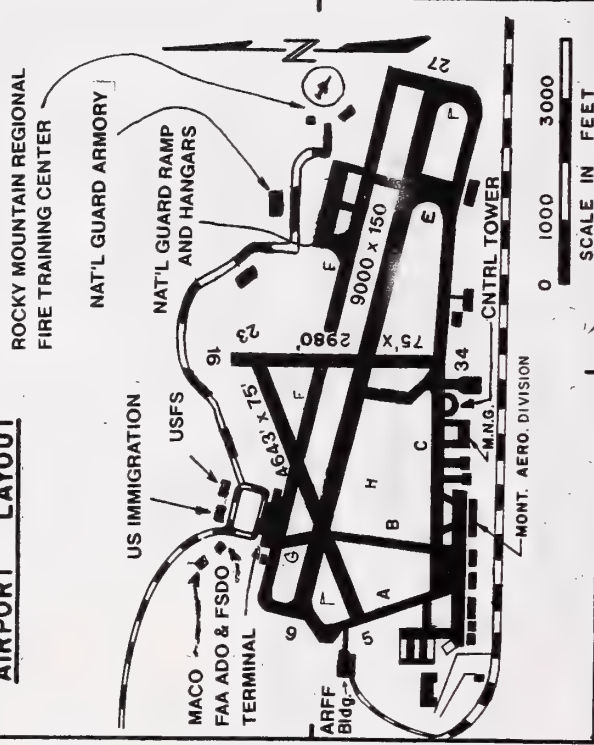 AIRPORT LAYOUT
ROCKY MOUNTAIN REGIONAL
FIRE TRAINING CENTER
NAT'L GUARD ARMORY
NAT'L GUARD RAMP
AND HANGARS
US IMMIGRATION
USFS
MACO
FAA ADO & FSDO
TERMINAL
ARFF
Bldg.
N
27
9000 x 150
16
23
2980'
75'x
34
4643' x 75'
9
5
F
F
F
E
G
F
H
B
A
C
CNTRL TOWER
M.N.G.
MONT. AERO. DIVISION
0 1000 3000
SCALE IN FEET